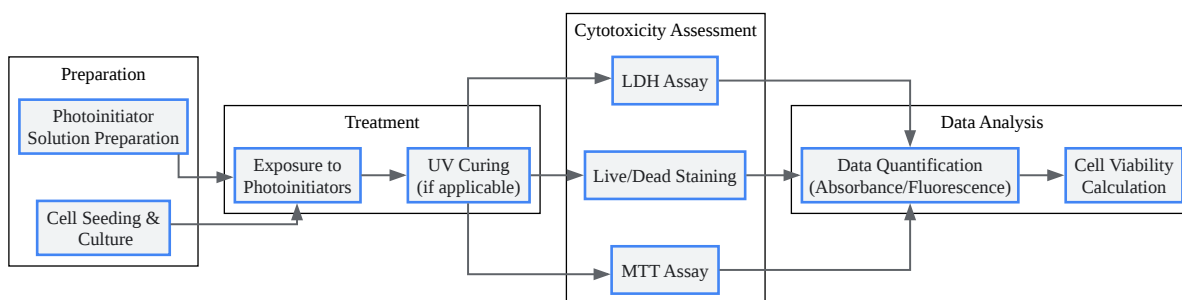 Preparation
Photoinitiator
Solution Preparation
Cell Seeding &
Culture
Treatment
Exposure to
Photoinitiators
UV Curing
(if applicable)
Cytotoxicity Assessment
LDH Assay
Live/Dead Staining
MTT Assay
Data Analysis
Data Quantification
(Absorbance/Fluorescence)
Cell Viability
Calculation